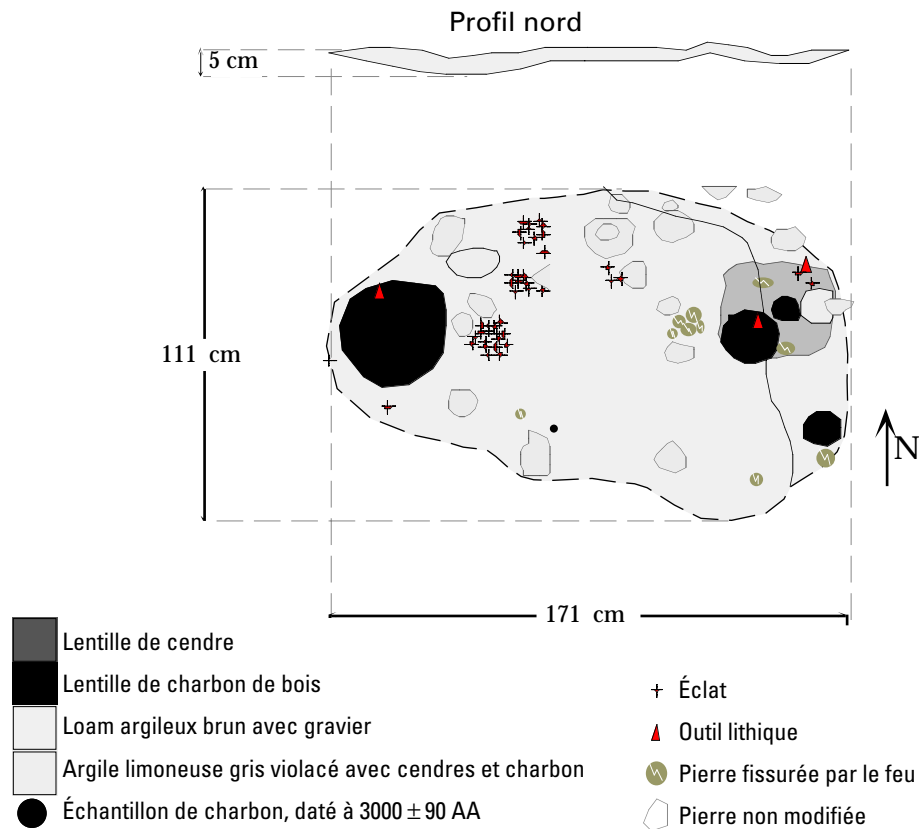 Profil nord
5 cm
111 cm
N
171 cm
Lentille de cendre
Lentille de charbon de bois
Loam argileux brun avec gravier
Argile limoneuse gris violacé avec cendres et charbon
Échantillon de charbon, daté à 3000 ± 90 AA
Éclat
Outil lithique
Pierre fissurée par le feu
Pierre non modifiée